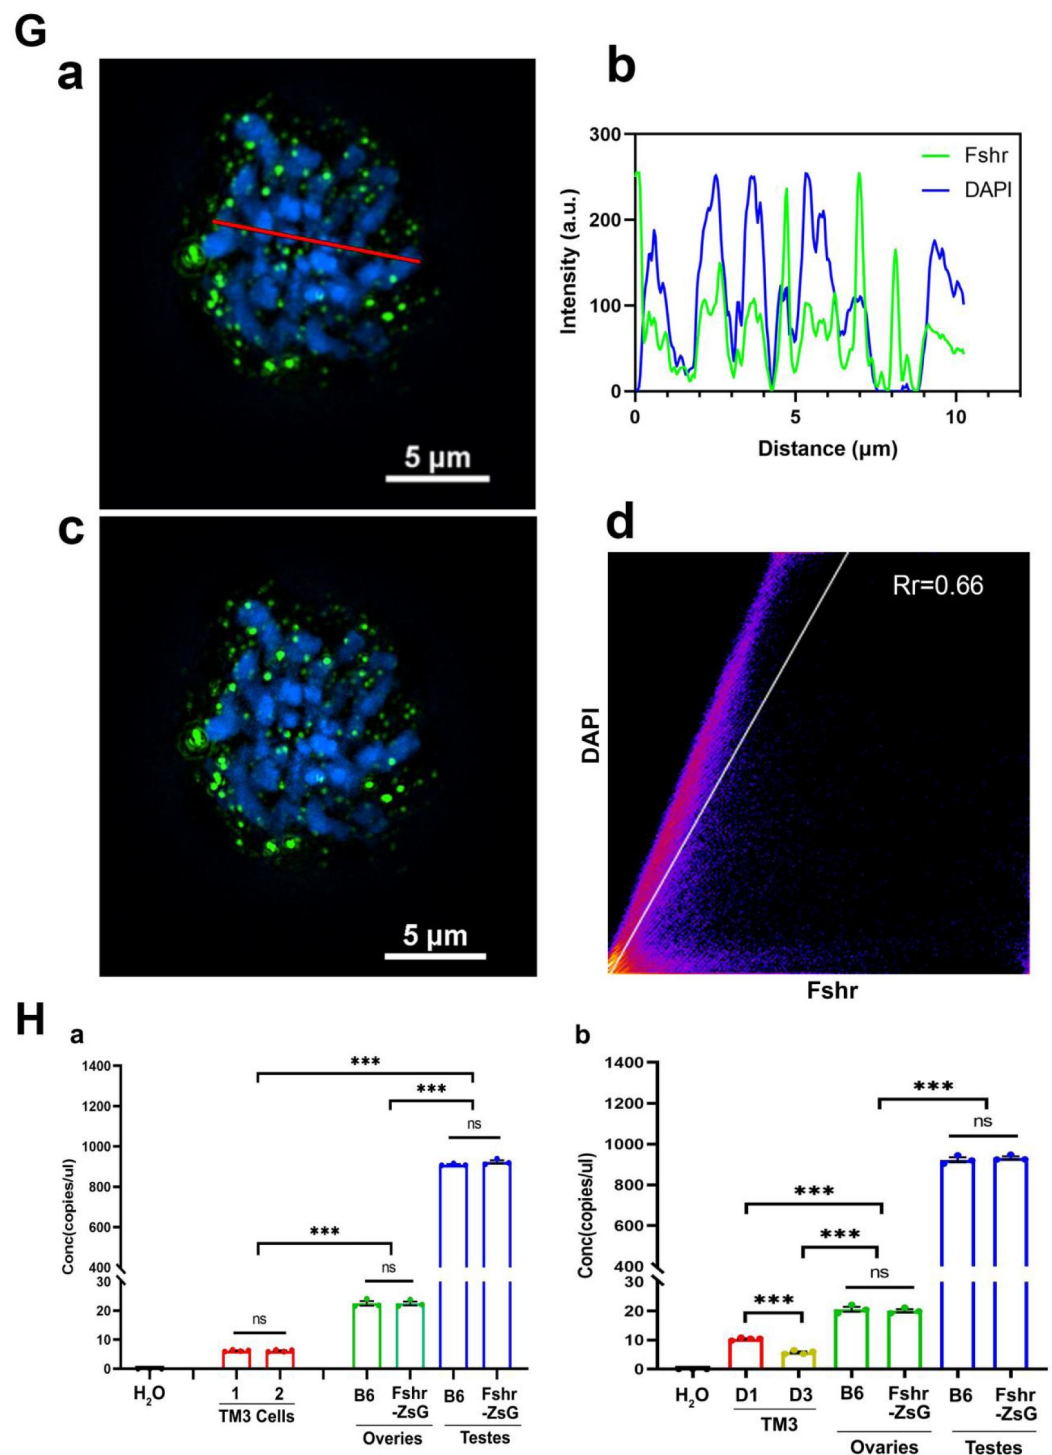 G
a
5 μm
b
300
200
100
0
Intensity (a.u.)
Fshr
DAPI
0 5 10
Distance (μm)
c
5 μm
d
Rr=0.66
DAPI
Fshr
H
a
1400
1200
1000
800
600
400
30
20
10
0
Conc(copies/ul)
***
***
ns
***
ns
ns
H2O
1 2
TM3 Cells
B6 Fshr -ZsG
Overies
B6 Fshr -ZsG
Testes
b
1400
1200
1000
800
600
400
30
20
10
0
Conc(copies/ul)
***
ns
***
***
ns
***
H2O
D1 D3
TM3
B6 Fshr -ZsG
Ovaries
B6 Fshr -ZsG
Testes